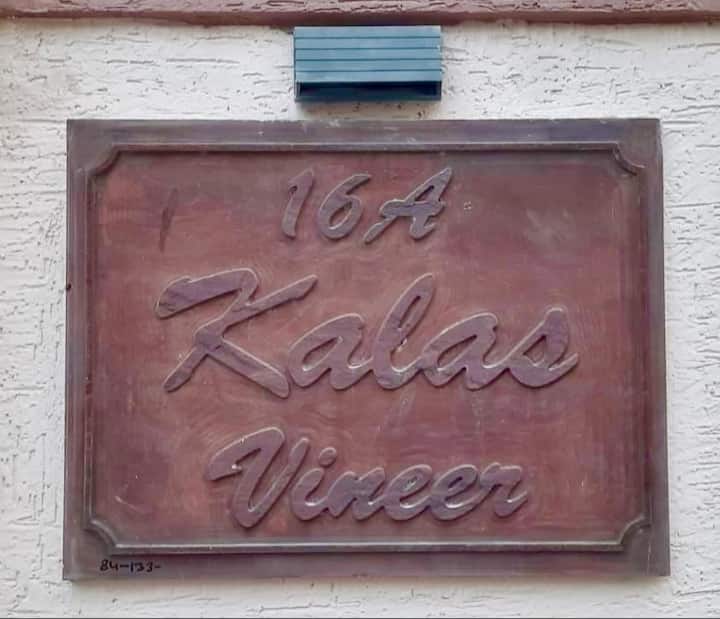 16A
Kalas
Vineer
84-133-